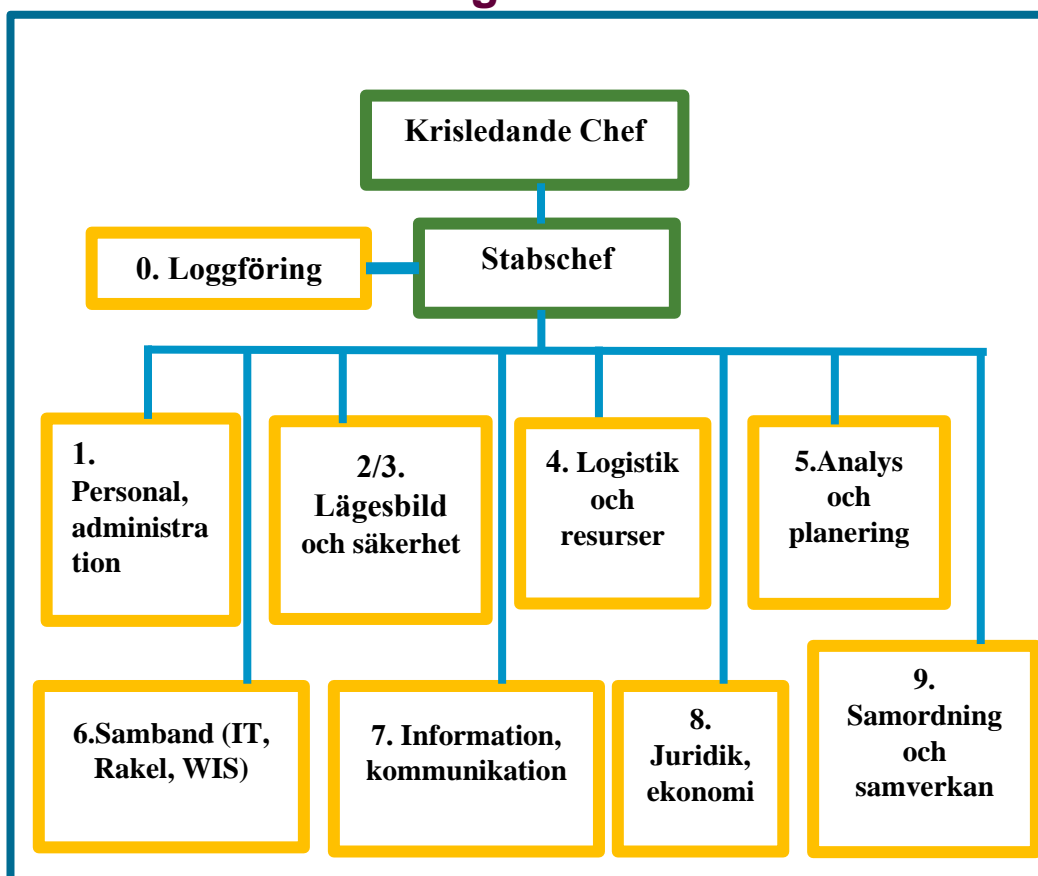 Krisledande Chef
0. Loggföring
Stabschef
1.
Personal,
administra
tion
2/3.
Lägesbild
och säkerhet
4. Logistik
och
resurser
5.Analys
och
planering
6.Samband (IT,
Rakel, WIS)
7. Information,
kommunikation
8.
Juridik,
ekonomi
9.
Samordning
och
samverkan